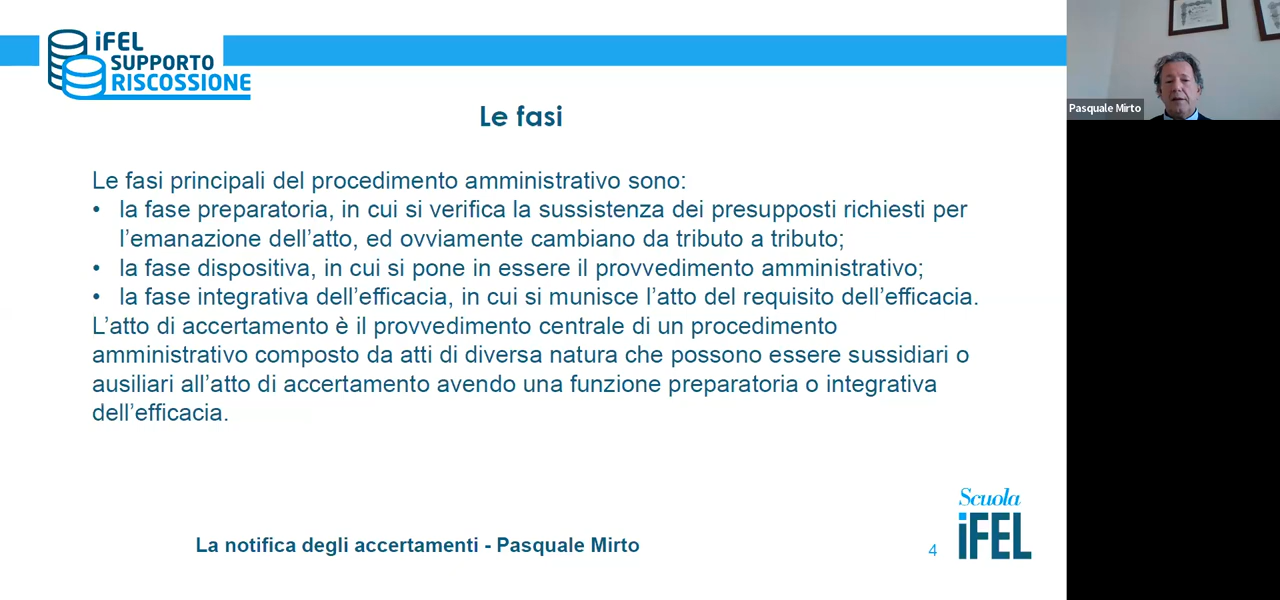 iFEL
SUPPORTO
RISCOSSIONE
Le fasi
Le fasi principali del procedimento amministrativo sono:
• la fase preparatoria, in cui si verifica la sussistenza dei presupposti richiesti per
l’emanazione dell’atto, ed ovviamente cambiano da tributo a tributo;
• la fase dispositiva, in cui si pone in essere il provvedimento amministrativo;
• la fase integrativa dell’efficacia, in cui si munisce l’atto del requisito dell’efficacia.
L’atto di accertamento è il provvedimento centrale di un procedimento
amministrativo composto da atti di diversa natura che possono essere sussidiari o
ausiliari all’atto di accertamento avendo una funzione preparatoria o integrativa
dell’efficacia.
La notifica degli accertamenti - Pasquale Mirto
4
Scuola
iFEL
Pasquale Mirto